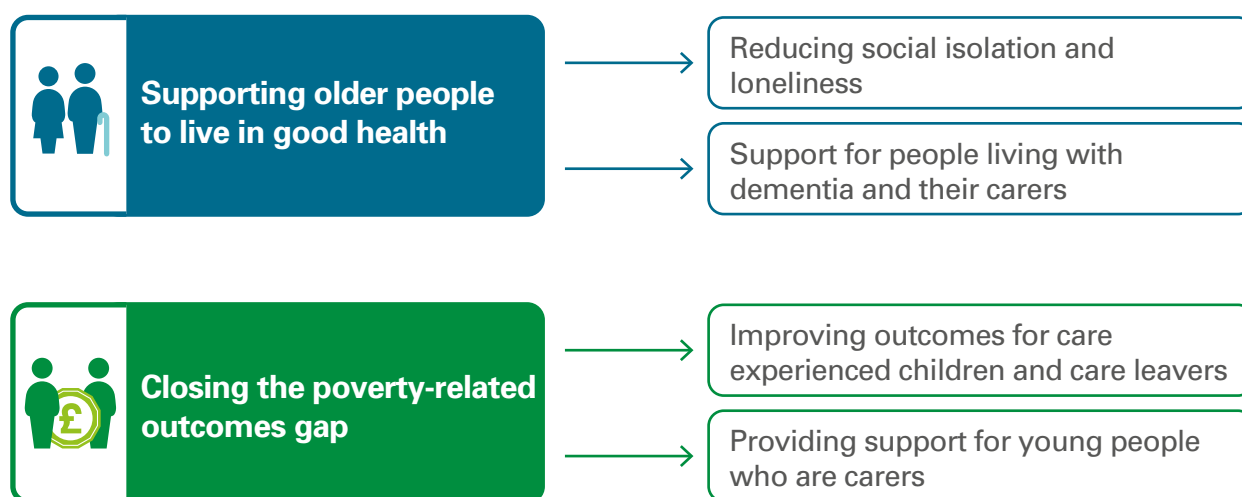 Supporting older people
to live in good health
Reducing social isolation and
loneliness
Support for people living with
dementia and their carers
Closing the poverty-related
outcomes gap
£
Improving outcomes for care
experienced children and care leavers
Providing support for young people
who are carers